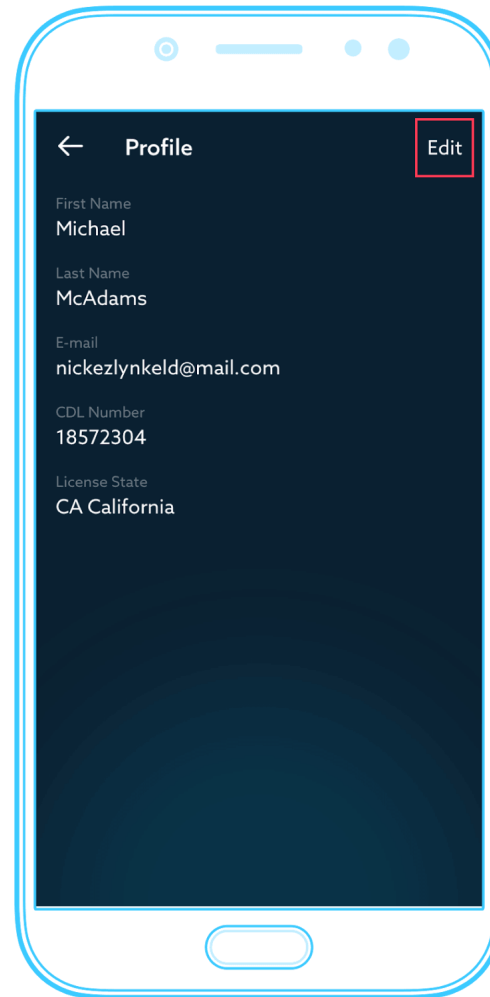 Profile Edit
First Name
Michael
Last Name
McAdams
E-mail
nickezlynkeld@mail.com
CDL Number
18572304
License State
CA California